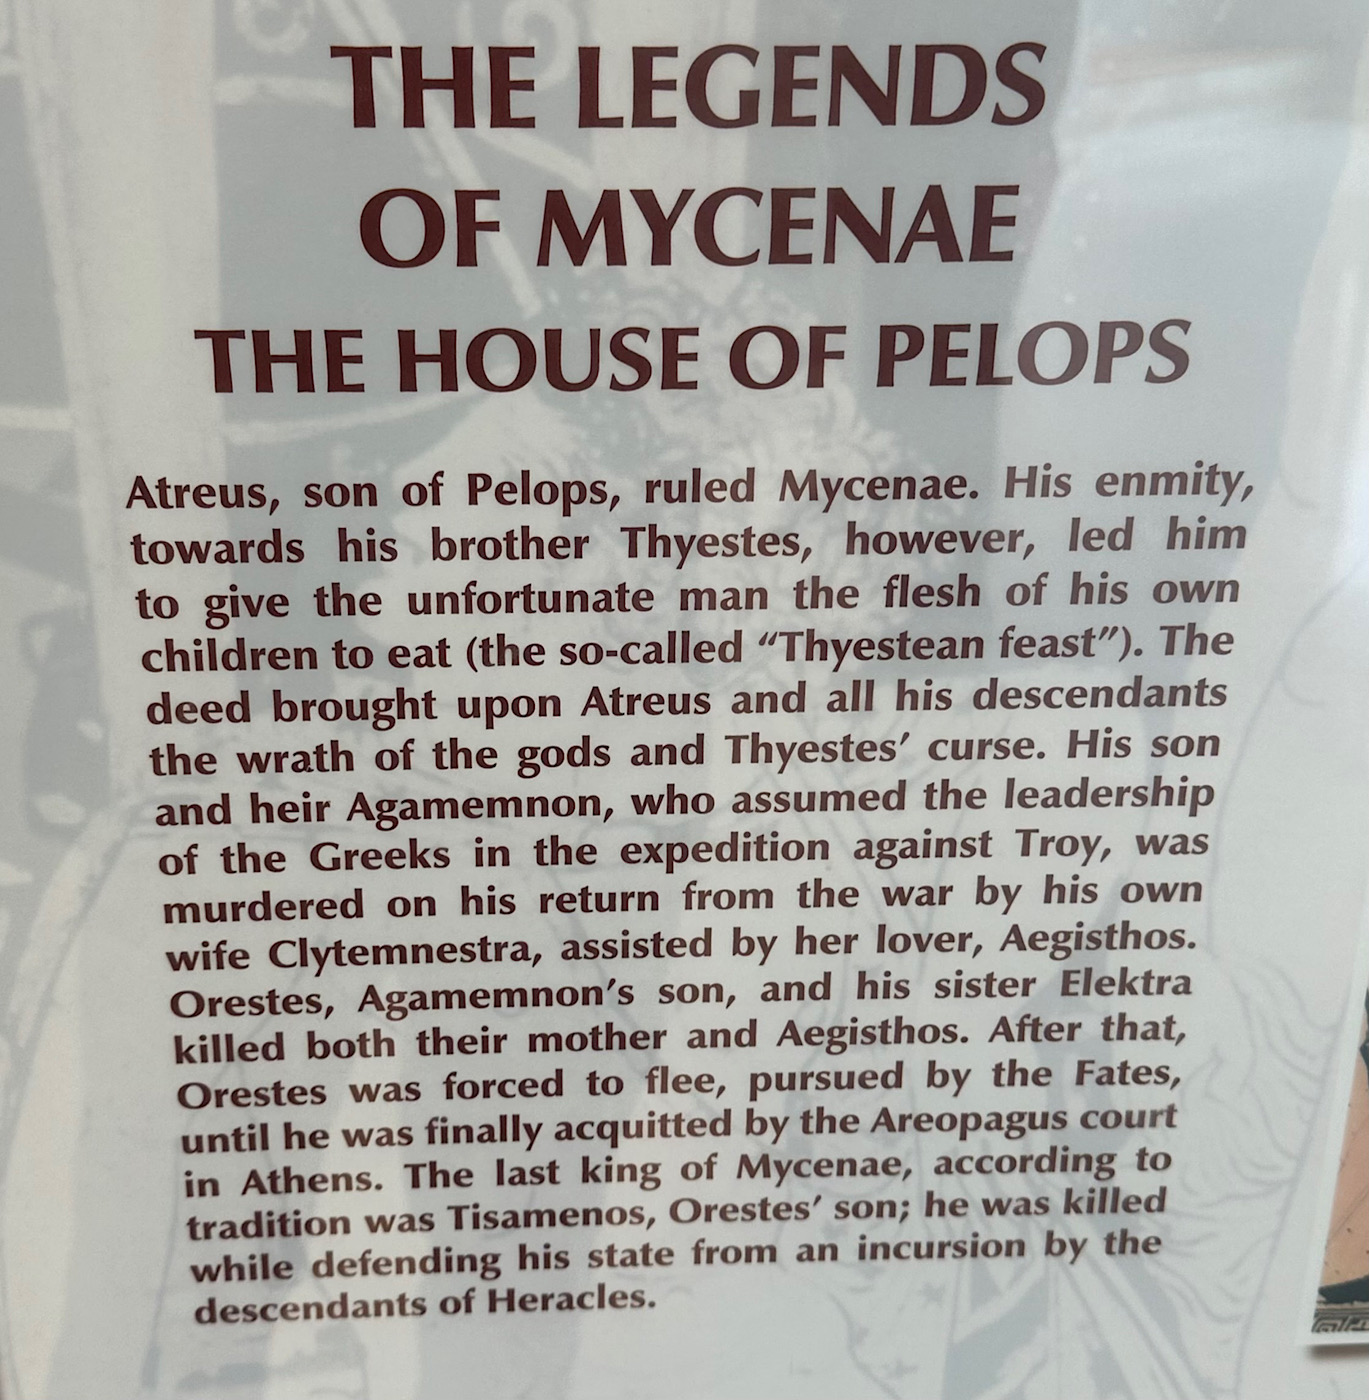 THE LEGENDS
OF MYCENAE
THE HOUSE OF PELOPS
Atreus, son of Pelops, ruled Mycenae. His enmity,
towards his brother Thyestes, however, led him
to give the unfortunate man the flesh of his own
children to eat (the so-called “Thyestean feast”). The
deed brought upon Atreus and all his descendants
the wrath of the gods and Thyestes’ curse. His son
and heir Agamemnon, who assumed the leadership
of the Greeks in the expedition against Troy, was
murdered on his return from the war by his own
wife Clytemnestra, assisted by her lover, Aegisthos.
Orestes, Agamemnon’s son, and his sister Elektra
killed both their mother and Aegisthos. After that,
Orestes was forced to flee, pursued by the Fates,
until he was finally acquitted by the Areopagus court
in Athens. The last king of Mycenae, according to
tradition was Tisamenos, Orestes’ son; he was killed
while defending his state from an incursion by the
descendants of Heracles.